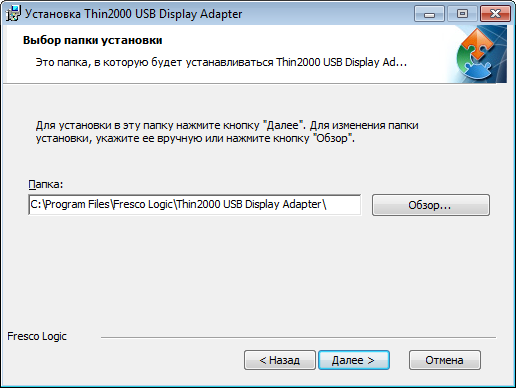 Установка Thin2000 USB Display Adapter
Выбор папки установки
Это папка, в которую будет устанавливаться Thin2000 USB Display Ad...
Для установки в эту папку нажмите кнопку "Далее". Для изменения папки
установки, укажите ее вручную или нажмите кнопку "Обзор".
Папка:
C:\Program Files\Fresco Logic\Thin2000 USB Display Adapter\
Обзор...
Fresco Logic
< Назад
Далее >
Отмена